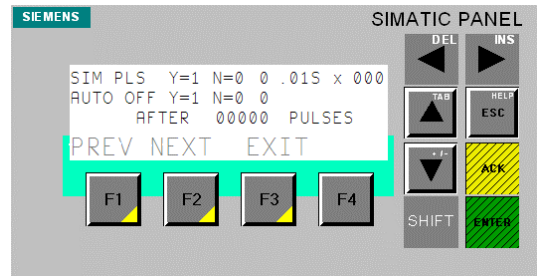 SIEMENS
SIMATIC PANEL
SIM PLS Y=1 N=0 0 .01S x 000
AUTO OFF Y=1 N=0 0
AFTER 00000 PULSES
PREV NEXT EXIT
F1 F2 F3 F4
DEL INS
TAB HELP
ESC
+/-
ACK
SHIFT ENTER